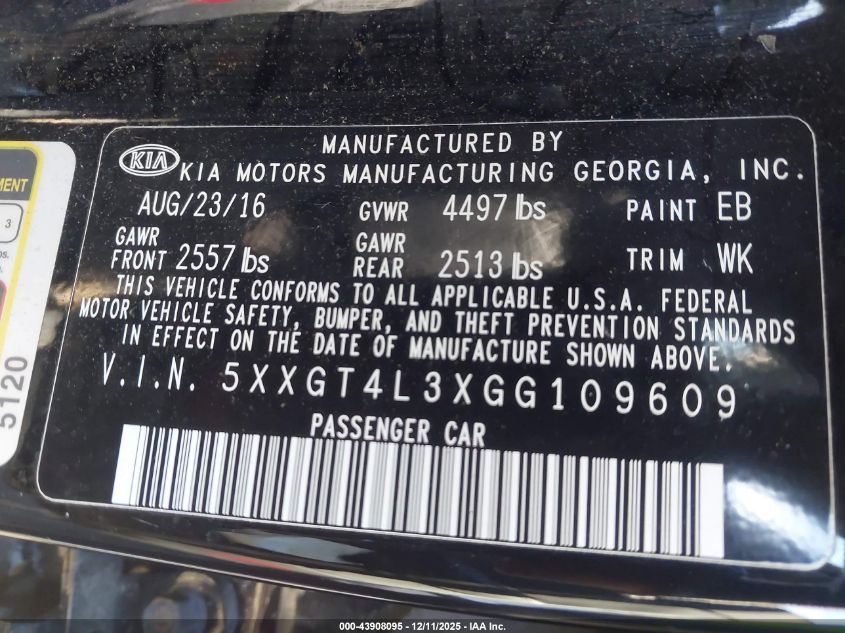 MANUFACTURED BY
KIA KIA MOTORS MANUFACTURING GEORGIA, INC.
AUG/23/16 GVWR 4497 lbs PAINT EB
GAWR FRONT 2557 lbs GAWR REAR 2513 lbs TRIM WK
THIS VEHICLE CONFORMS TO ALL APPLICABLE U.S.A. FEDERAL
MOTOR VEHICLE SAFETY, BUMPER, AND THEFT PREVENTION STANDARDS
IN EFFECT ON THE DATE OF MANUFACTURE SHOWN ABOVE.
V.I.N. 5XXGT4L3XGG109609
PASSENGER CAR
MENT
3
5120
000-43908095 - 12/11/2025 - IAA Inc.